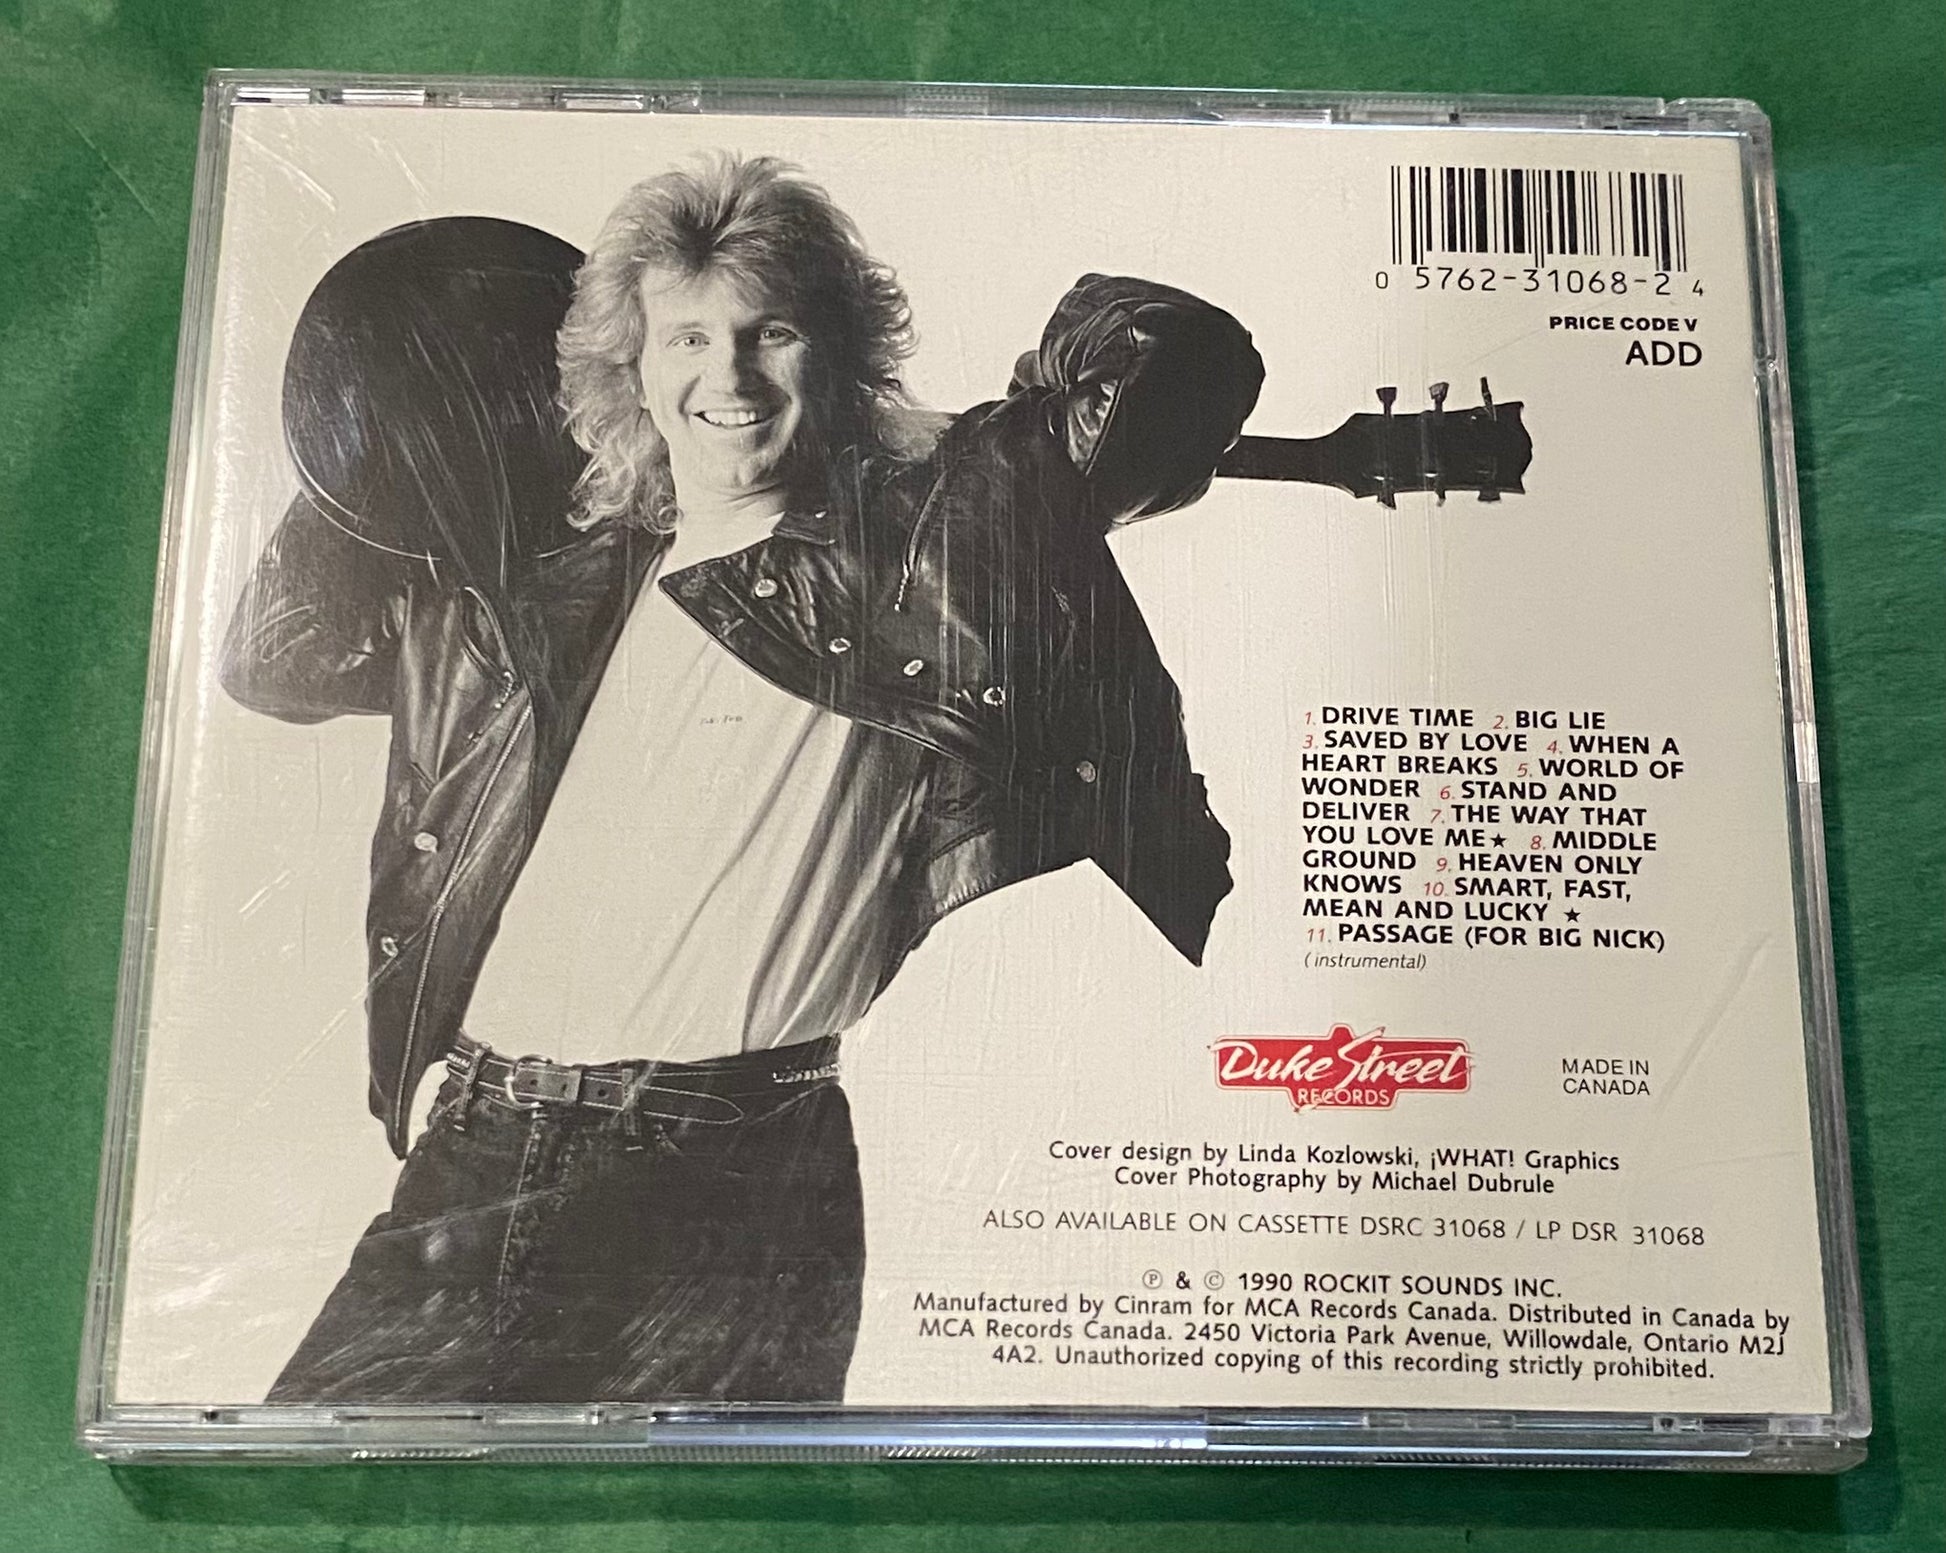 0 5762-31068-2 4
PRICE CODE V
ADD
1. DRIVE TIME 2. BIG LIE
3. SAVED BY LOVE 4. WHEN A
HEART BREAKS 5. WORLD OF
WONDER 6. STAND AND
DELIVER 7. THE WAY THAT
YOU LOVE ME★ 8. MIDDLE
GROUND 9. HEAVEN ONLY
KNOWS 10. SMART, FAST,
MEAN AND LUCKY ★
11. PASSAGE (FOR BIG NICK)
(instrumental)
Duke Street
RECORDS
MADE IN
CANADA
Cover design by Linda Kozlowski, ¡WHAT! Graphics
Cover Photography by Michael Dubrule
ALSO AVAILABLE ON CASSETTE DSRC 31068 / LP DSR 31068
Ⓟ & © 1990 ROCKIT SOUNDS INC.
Manufactured by Cinram for MCA Records Canada. Distributed in Canada by
MCA Records Canada. 2450 Victoria Park Avenue, Willowdale, Ontario M2J
4A2. Unauthorized copying of this recording strictly prohibited.